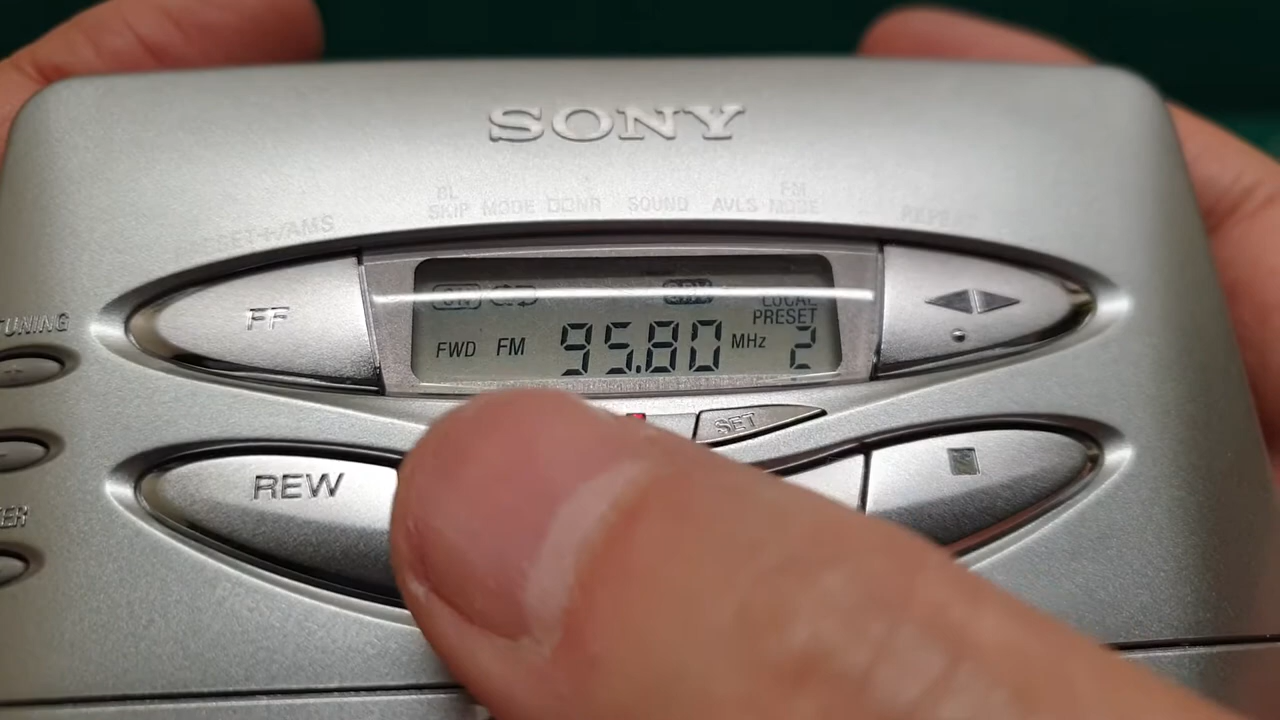 SONY
BL
SKIP MODE SOUND AVLS FM
MODE
/AMS
FF
LOCAL
PRESET
FWD FM 95.80 MHz 2
TUNING
+
-
SET
REW